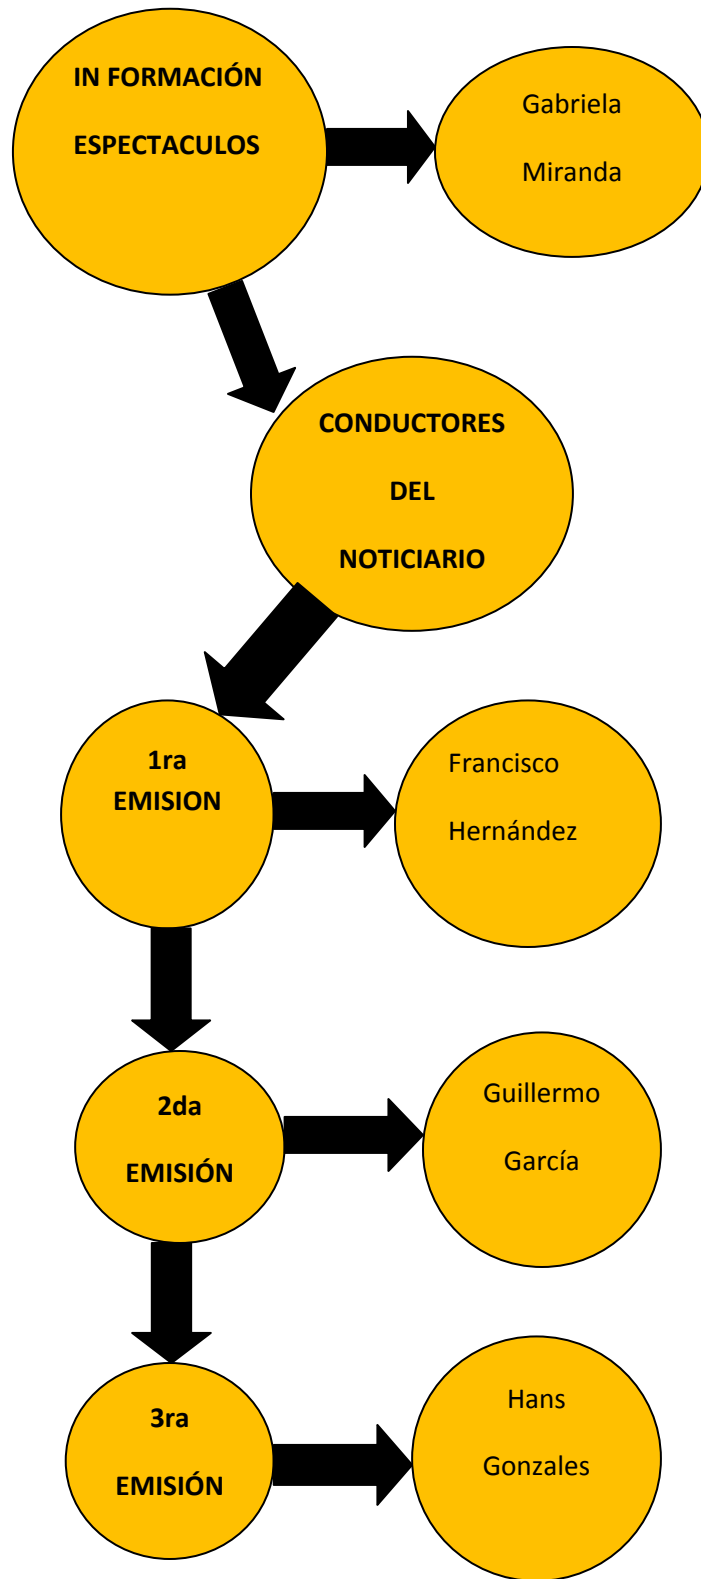 IN FORMACIÓN
ESPECTACULOS
Gabriela
Miranda
CONDUCTORES
DEL
NOTICIARIO
1ra
EMISION
Francisco
Hernández
2da
EMISIÓN
Guillermo
García
3ra
EMISIÓN
Hans
Gonzales